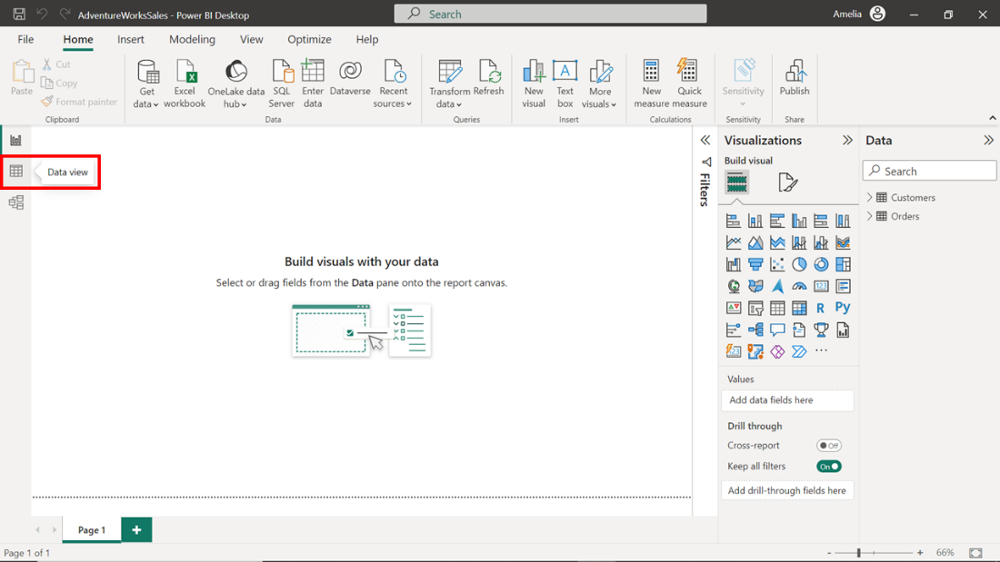 AdventureWorksSales - Power BI Desktop
Search
Amelia
File Home Insert Modeling View Optimize Help
Paste
Cut
Copy
Format painter
Clipboard
Get data
Excel workbook
OneLake data hub
SQL Server
Enter data
Dataverse
Recent sources
Data
Transform data
Refresh
Queries
New visual
Text box
More visuals
Insert
New measure
Quick measure
Calculations
Sensitivity
Sensitivity
Publish
Share
Data view
Build visuals with your data
Select or drag fields from the Data pane onto the report canvas.
Filters
Visualizations
Build visual
123
R
Py
123
...
Values
Add data fields here
Drill through
Cross-report
Off
Keep all filters
On
Add drill-through fields here
Data
Search
Customers
Orders
Page 1
+
Page 1 of 1
- + 66%